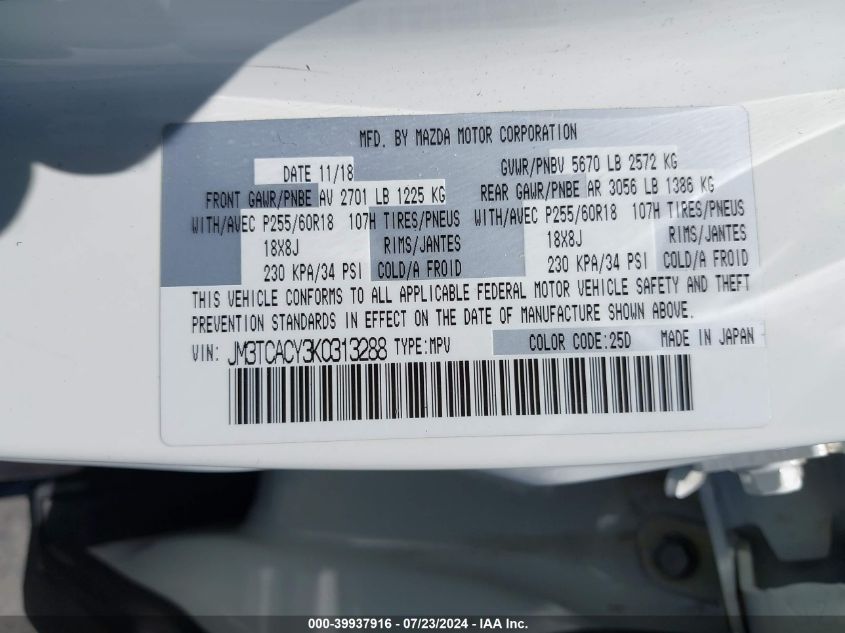 MFD. BY MAZDA MOTOR CORPORATION
DATE 11/18 GVWR/PNBV 5670 LB 2572 KG
FRONT GAWR/PNBE AV 2701 LB 1225 KG REAR GAWR/PNBE AR 3056 LB 1386 KG
WITH/AVEC P255/60R18 107H TIRES/PNEUS WITH/AVEC P255/60R18 107H TIRES/PNEUS
18X8J RIMS/JANTES 18X8J RIMS/JANTES
230 KPA/34 PSI COLD/A FROID 230 KPA/34 PSI COLD/A FROID
THIS VEHICLE CONFORMS TO ALL APPLICABLE FEDERAL MOTOR VEHICLE SAFETY AND THEFT
PREVENTION STANDARDS IN EFFECT ON THE DATE OF MANUFACTURE SHOWN ABOVE.
VIN: JM3TCACY3K0313288 TYPE:MPV COLOR CODE:25D MADE IN JAPAN
000-39937916 - 07/23/2024 - IAA Inc.